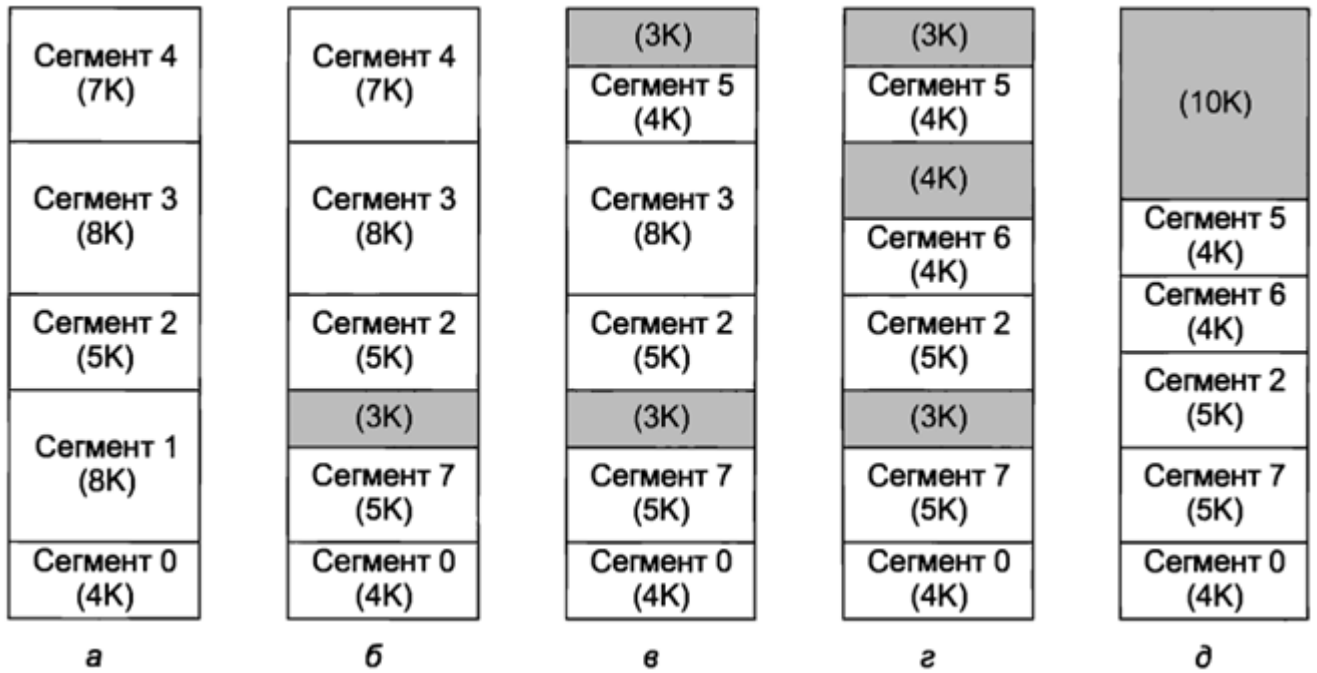 Сегмент 4
(7K)
Сегмент 3
(8K)
Сегмент 2
(5K)
Сегмент 1
(8K)
Сегмент 0
(4K)
а
Сегмент 4
(7K)
Сегмент 3
(8K)
Сегмент 2
(5K)
(3K)
Сегмент 7
(5K)
Сегмент 0
(4K)
б
(3K)
Сегмент 5
(4K)
Сегмент 3
(8K)
Сегмент 2
(5K)
(3K)
Сегмент 7
(5K)
Сегмент 0
(4K)
в
(3K)
Сегмент 5
(4K)
(4K)
Сегмент 6
(4K)
Сегмент 2
(5K)
(3K)
Сегмент 7
(5K)
Сегмент 0
(4K)
г
(10K)
Сегмент 5
(4K)
Сегмент 6
(4K)
Сегмент 2
(5K)
Сегмент 7
(5K)
Сегмент 0
(4K)
д